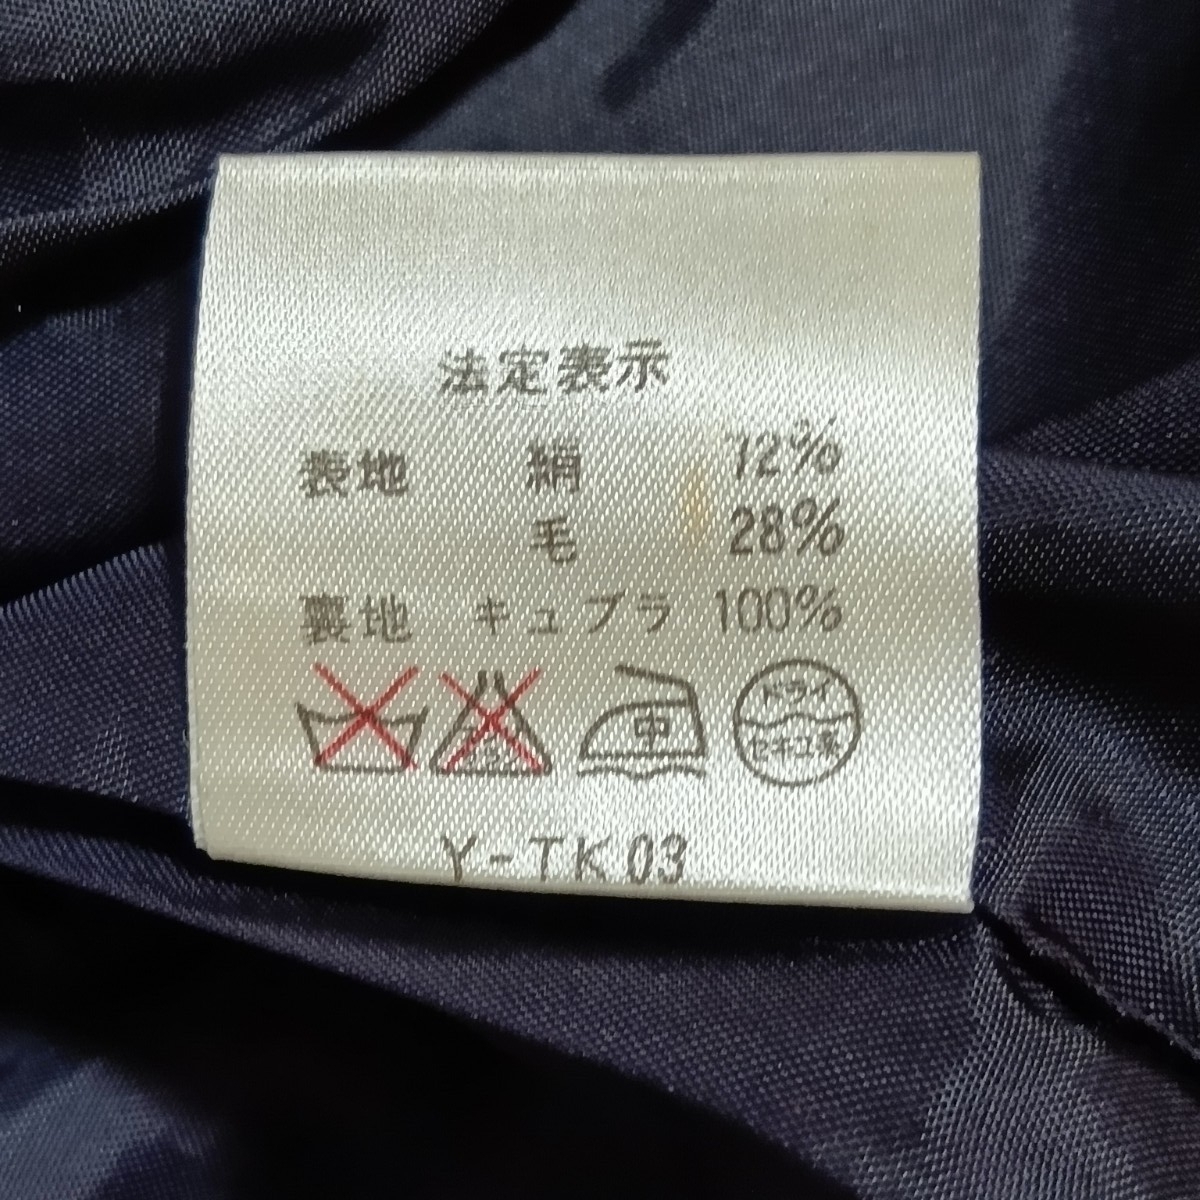 法定表示
表地 絹 72%
毛 28%
裏地 キュプラ 100%
中 ドライ
セキユ系
Y-TK03